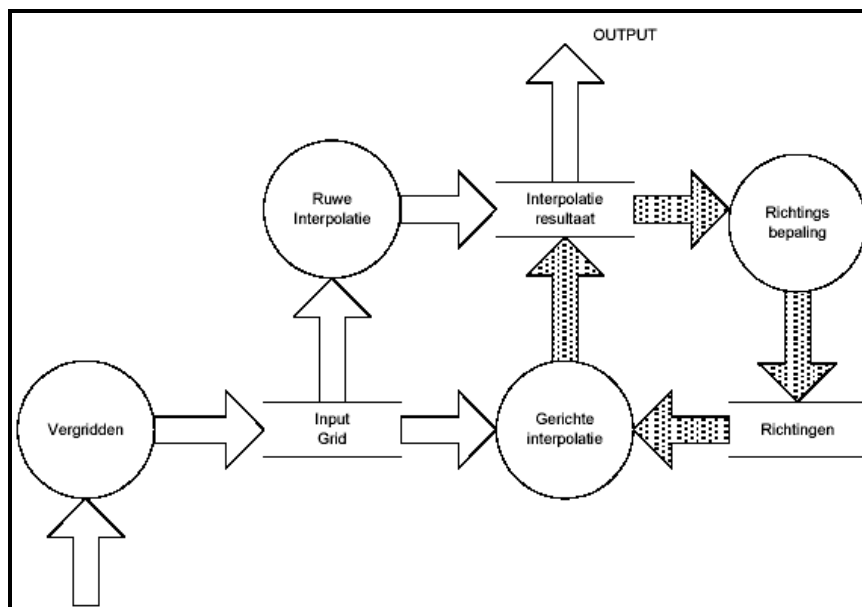 OUTPUT
Ruwe
Interpolatie
Interpolatie
resultaat
Richtings
bepaling
Vergridden
Input
Grid
Gerichte
interpolatie
Richtingen